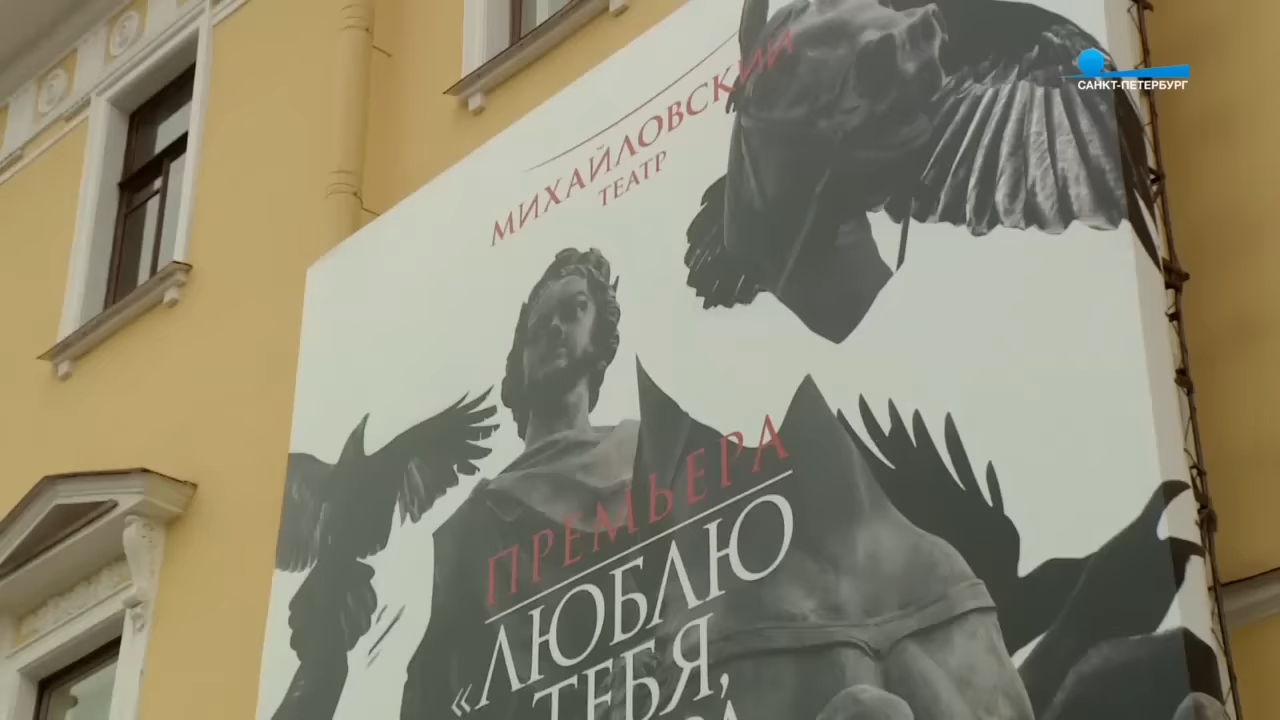 САНКТ-ПЕТЕРБУРГ
МИХАЙЛОВСКИЙ
ТЕАТР
ПРЕМЬЕРА
«ЛЮБЛЮ
ТЕБЯ,